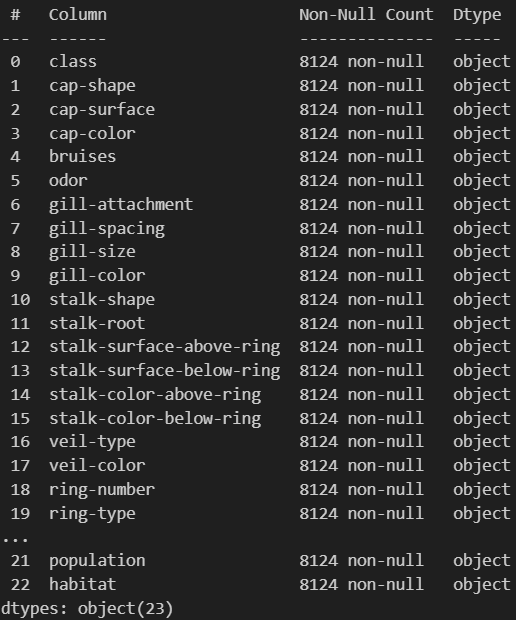 #   Column                    Non-Null Count  Dtype
---  ------                    --------------  -----
 0   class                     8124 non-null   object
 1   cap-shape                 8124 non-null   object
 2   cap-surface               8124 non-null   object
 3   cap-color                 8124 non-null   object
 4   bruises                   8124 non-null   object
 5   odor                      8124 non-null   object
 6   gill-attachment           8124 non-null   object
 7   gill-spacing              8124 non-null   object
 8   gill-size                 8124 non-null   object
 9   gill-color                8124 non-null   object
 10  stalk-shape               8124 non-null   object
 11  stalk-root                8124 non-null   object
 12  stalk-surface-above-ring  8124 non-null   object
 13  stalk-surface-below-ring  8124 non-null   object
 14  stalk-color-above-ring    8124 non-null   object
 15  stalk-color-below-ring    8124 non-null   object
 16  veil-type                 8124 non-null   object
 17  veil-color                8124 non-null   object
 18  ring-number               8124 non-null   object
 19  ring-type                 8124 non-null   object
...
 21  population                8124 non-null   object
 22  habitat                   8124 non-null   object
dtypes: object(23)